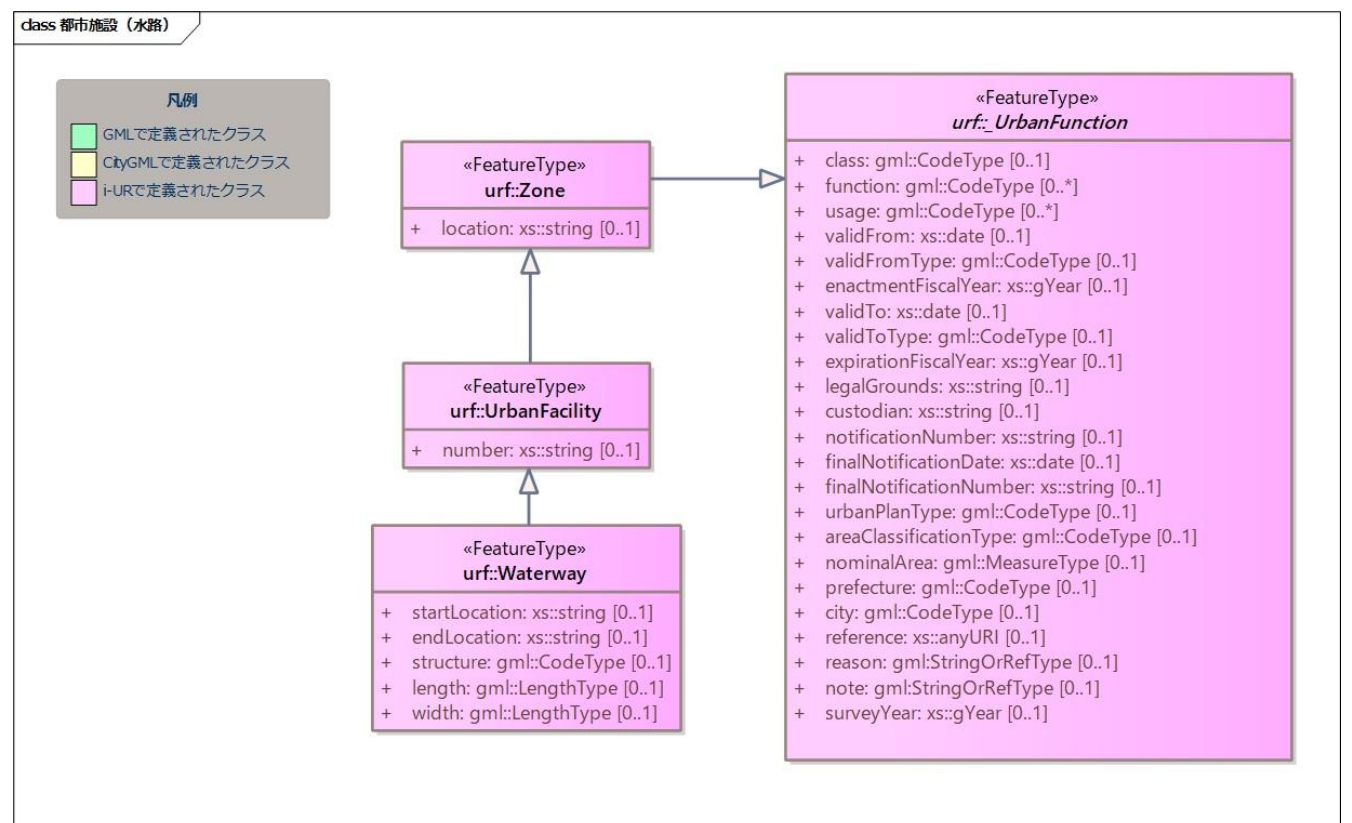 class 都市施設（水路）
凡例
GMLで定義されたクラス
CityGMLで定義されたクラス
i-URで定義されたクラス
«FeatureType»
urf::Zone
+ location: xs::string [0..1]
«FeatureType»
urf::UrbanFacility
+ number: xs::string [0..1]
«FeatureType»
urf::Waterway
+ startLocation: xs::string [0..1]
+ endLocation: xs::string [0..1]
+ structure: gml::CodeType [0..1]
+ length: gml::LengthType [0..1]
+ width: gml::LengthType [0..1]
«FeatureType»
urf::_UrbanFunction
+ class: gml::CodeType [0..1]
+ function: gml::CodeType [0..*]
+ usage: gml::CodeType [0..*]
+ validFrom: xs::date [0..1]
+ validFromType: gml::CodeType [0..1]
+ enactmentFiscalYear: xs::gYear [0..1]
+ validTo: xs::date [0..1]
+ validToType: gml::CodeType [0..1]
+ expirationFiscalYear: xs::gYear [0..1]
+ legalGrounds: xs::string [0..1]
+ custodian: xs::string [0..1]
+ notificationNumber: xs::string [0..1]
+ finalNotificationDate: xs::date [0..1]
+ finalNotificationNumber: xs::string [0..1]
+ urbanPlanType: gml::CodeType [0..1]
+ areaClassificationType: gml::CodeType [0..1]
+ nominalArea: gml::MeasureType [0..1]
+ prefecture: gml::CodeType [0..1]
+ city: gml::CodeType [0..1]
+ reference: xs::anyURI [0..1]
+ reason: gml:StringOrRefType [0..1]
+ note: gml:StringOrRefType [0..1]
+ surveyYear: xs::gYear [0..1]